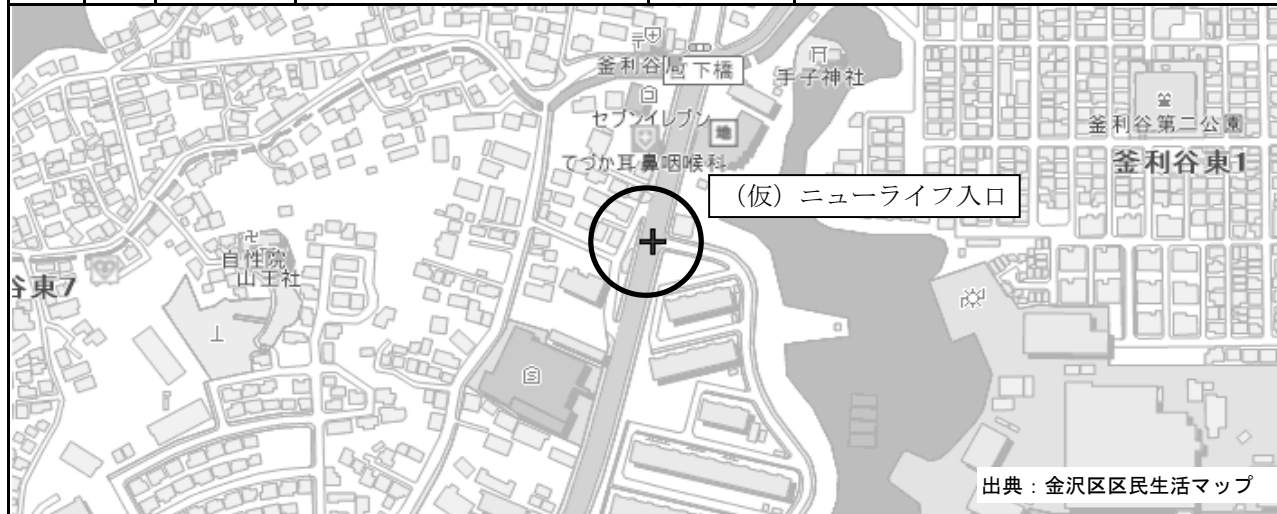 釜利谷
下橋
手子神社
セブンイレブン
地
てづか耳鼻咽喉科
釜利谷第二公園
釜利谷東1
（仮）ニューライフ入口
自性院
山王社
谷東7
出典：金沢区区民生活マップ